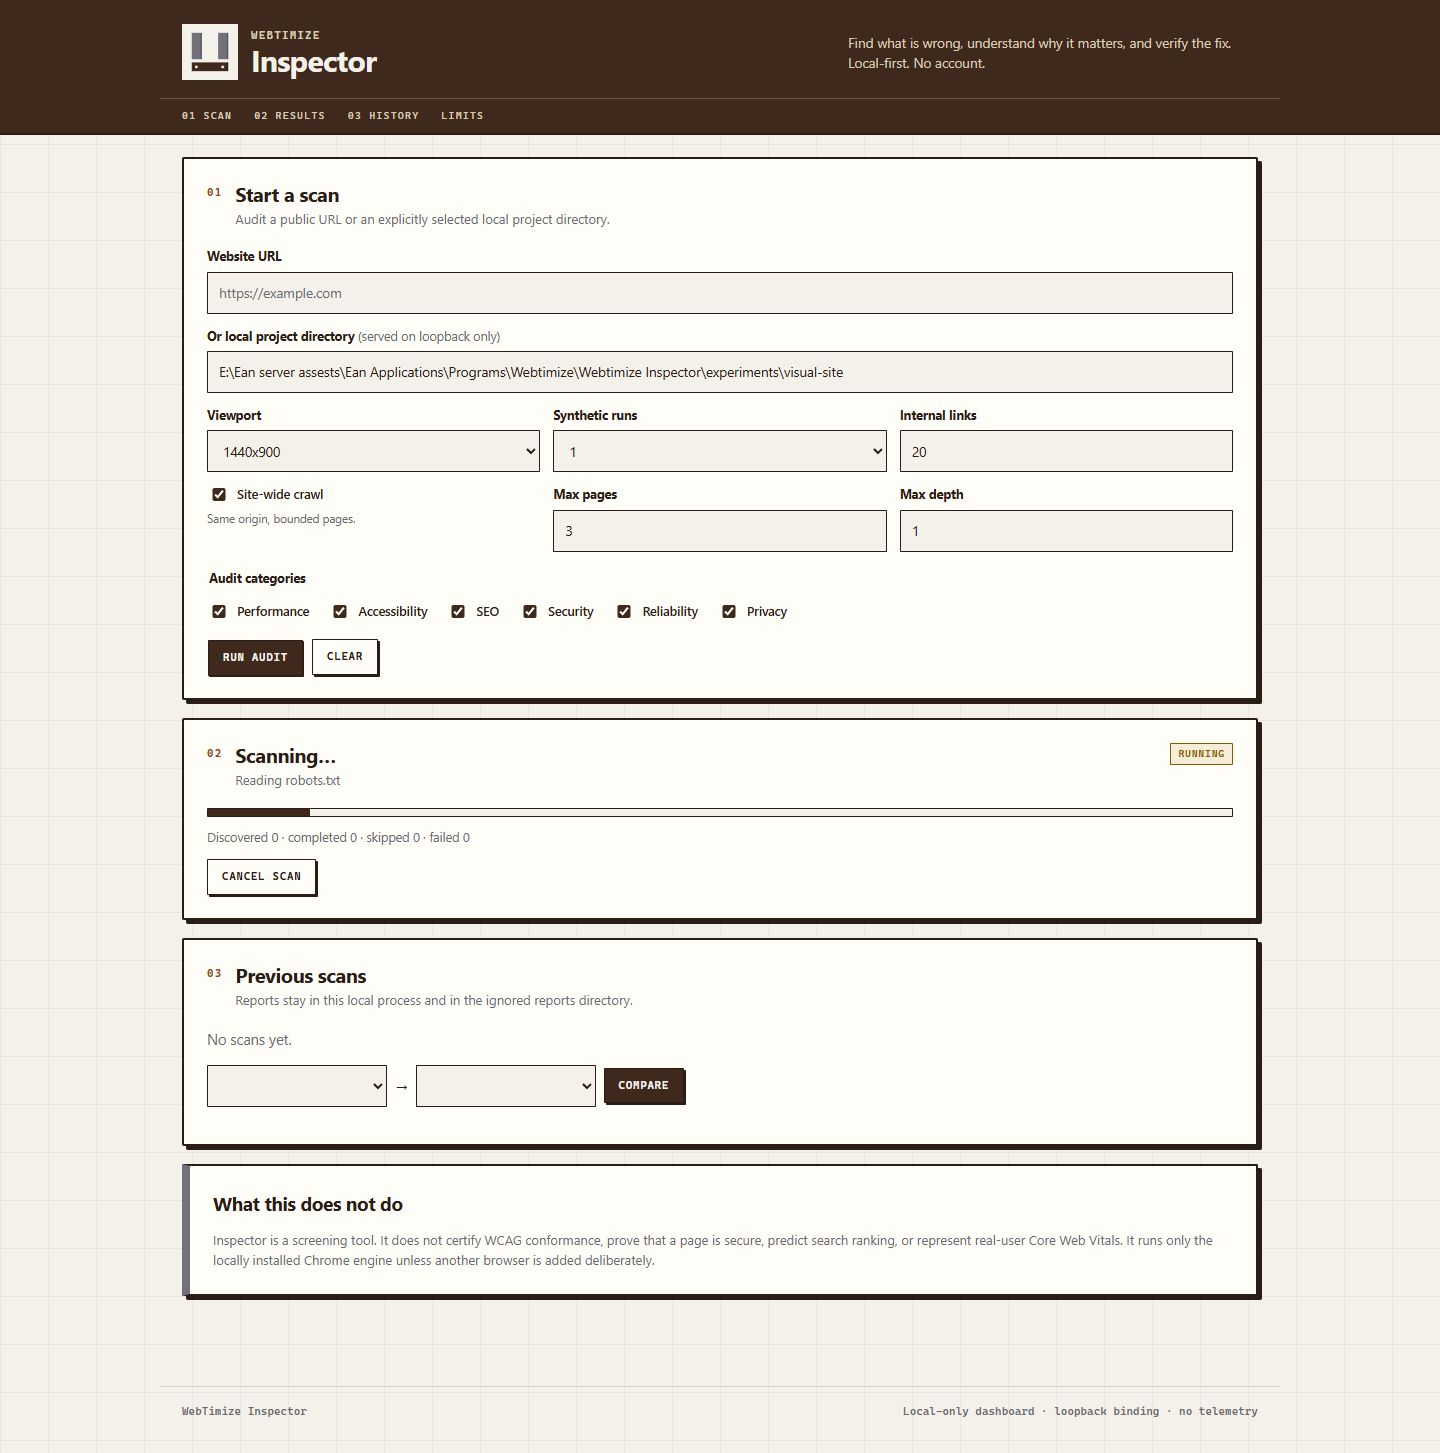 WEBTIMIZE
Inspector
Find what is wrong, understand why it matters, and verify the fix.
Local-first. No account.
01 SCAN 02 RESULTS 03 HISTORY LIMITS
01 Start a scan
Audit a public URL or an explicitly selected local project directory.
Website URL
https://example.com
Or local project directory (served on loopback only)
E:\Ean server assests\Ean Applications\Programs\Webtimize\Webtimize Inspector\experiments\visual-site
Viewport Synthetic runs Internal links
1440x900 1 20
Site-wide crawl Max pages Max depth
Same origin, bounded pages.
3 1
Audit categories
Performance Accessibility SEO Security Reliability Privacy
RUN AUDIT CLEAR
02 Scanning… RUNNING
Reading robots.txt
Discovered 0 · completed 0 · skipped 0 · failed 0
CANCEL SCAN
03 Previous scans
Reports stay in this local process and in the ignored reports directory.
No scans yet.
→ COMPARE
What this does not do
Inspector is a screening tool. It does not certify WCAG conformance, prove that a page is secure, predict search ranking, or represent real-user Core Web Vitals. It runs only the
locally installed Chrome engine unless another browser is added deliberately.
WebTimize Inspector Local-only dashboard · loopback binding · no telemetry